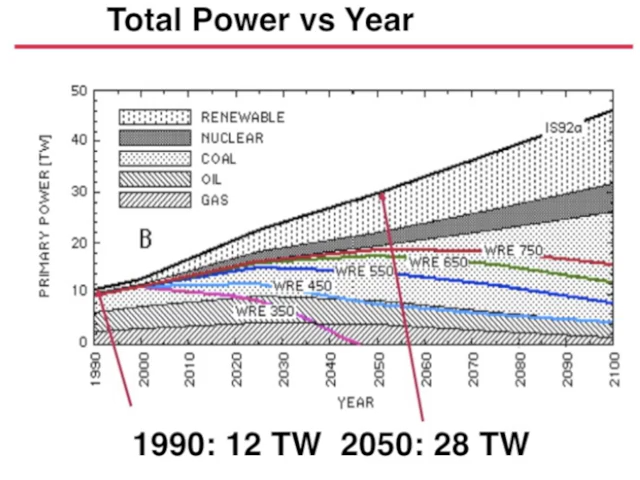 Total Power vs Year
PRIMARY POWER [TW]
50
40
30
20
10
0
RENEWABLE
NUCLEAR
COAL
OIL
GAS
B
IS92a
WRE 750
WRE 650
WRE 550
WRE 450
WRE 350
1990 2000 2010 2020 2030 2040 2050 2060 2070 2080 2090 2100
YEAR
1990: 12 TW 2050: 28 TW